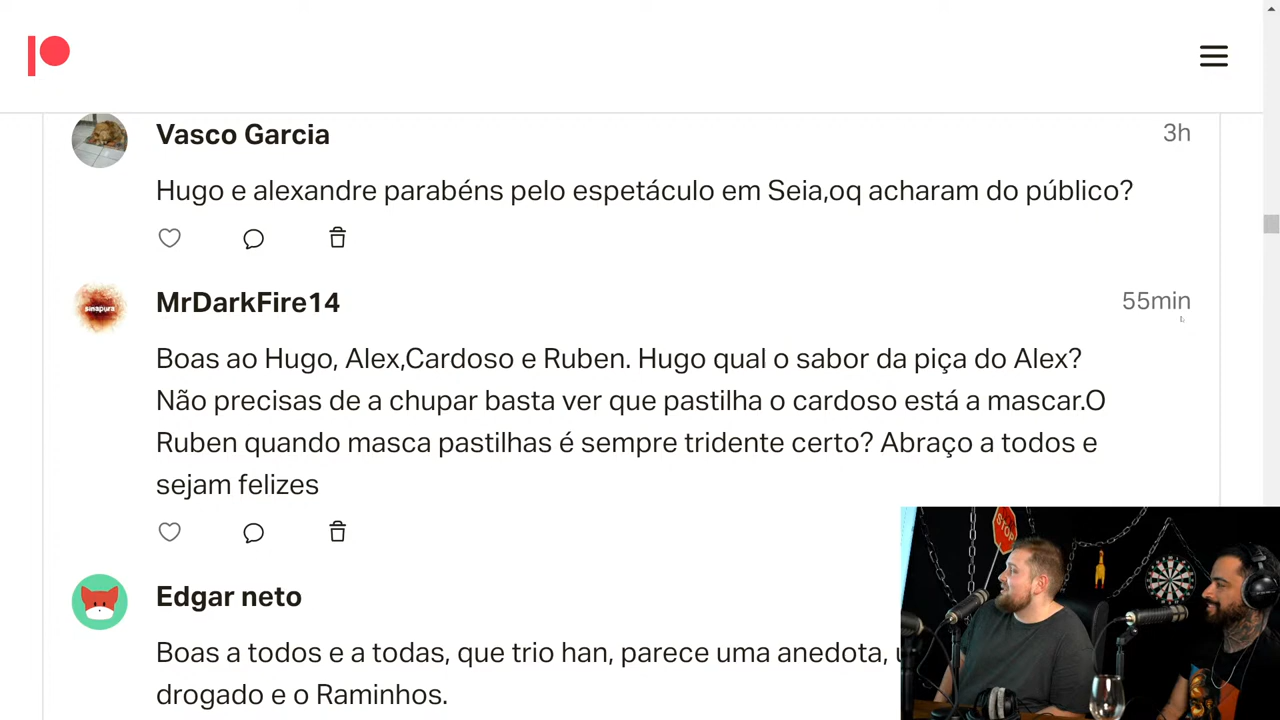 Vasco Garcia
3h
Hugo e alexandre parabéns pelo espetáculo em Seia,oq acharam do público?
MrDarkFire14
55min
Boas ao Hugo, Alex,Cardoso e Ruben. Hugo qual o sabor da piça do Alex?
Não precisas de a chupar basta ver que pastilha o cardoso está a mascar.O
Ruben quando masca pastilhas é sempre tridente certo? Abraço a todos e
sejam felizes
Edgar neto
Boas a todos e a todas, que trio han, parece uma anedota,
drogado e o Raminhos.
STOP